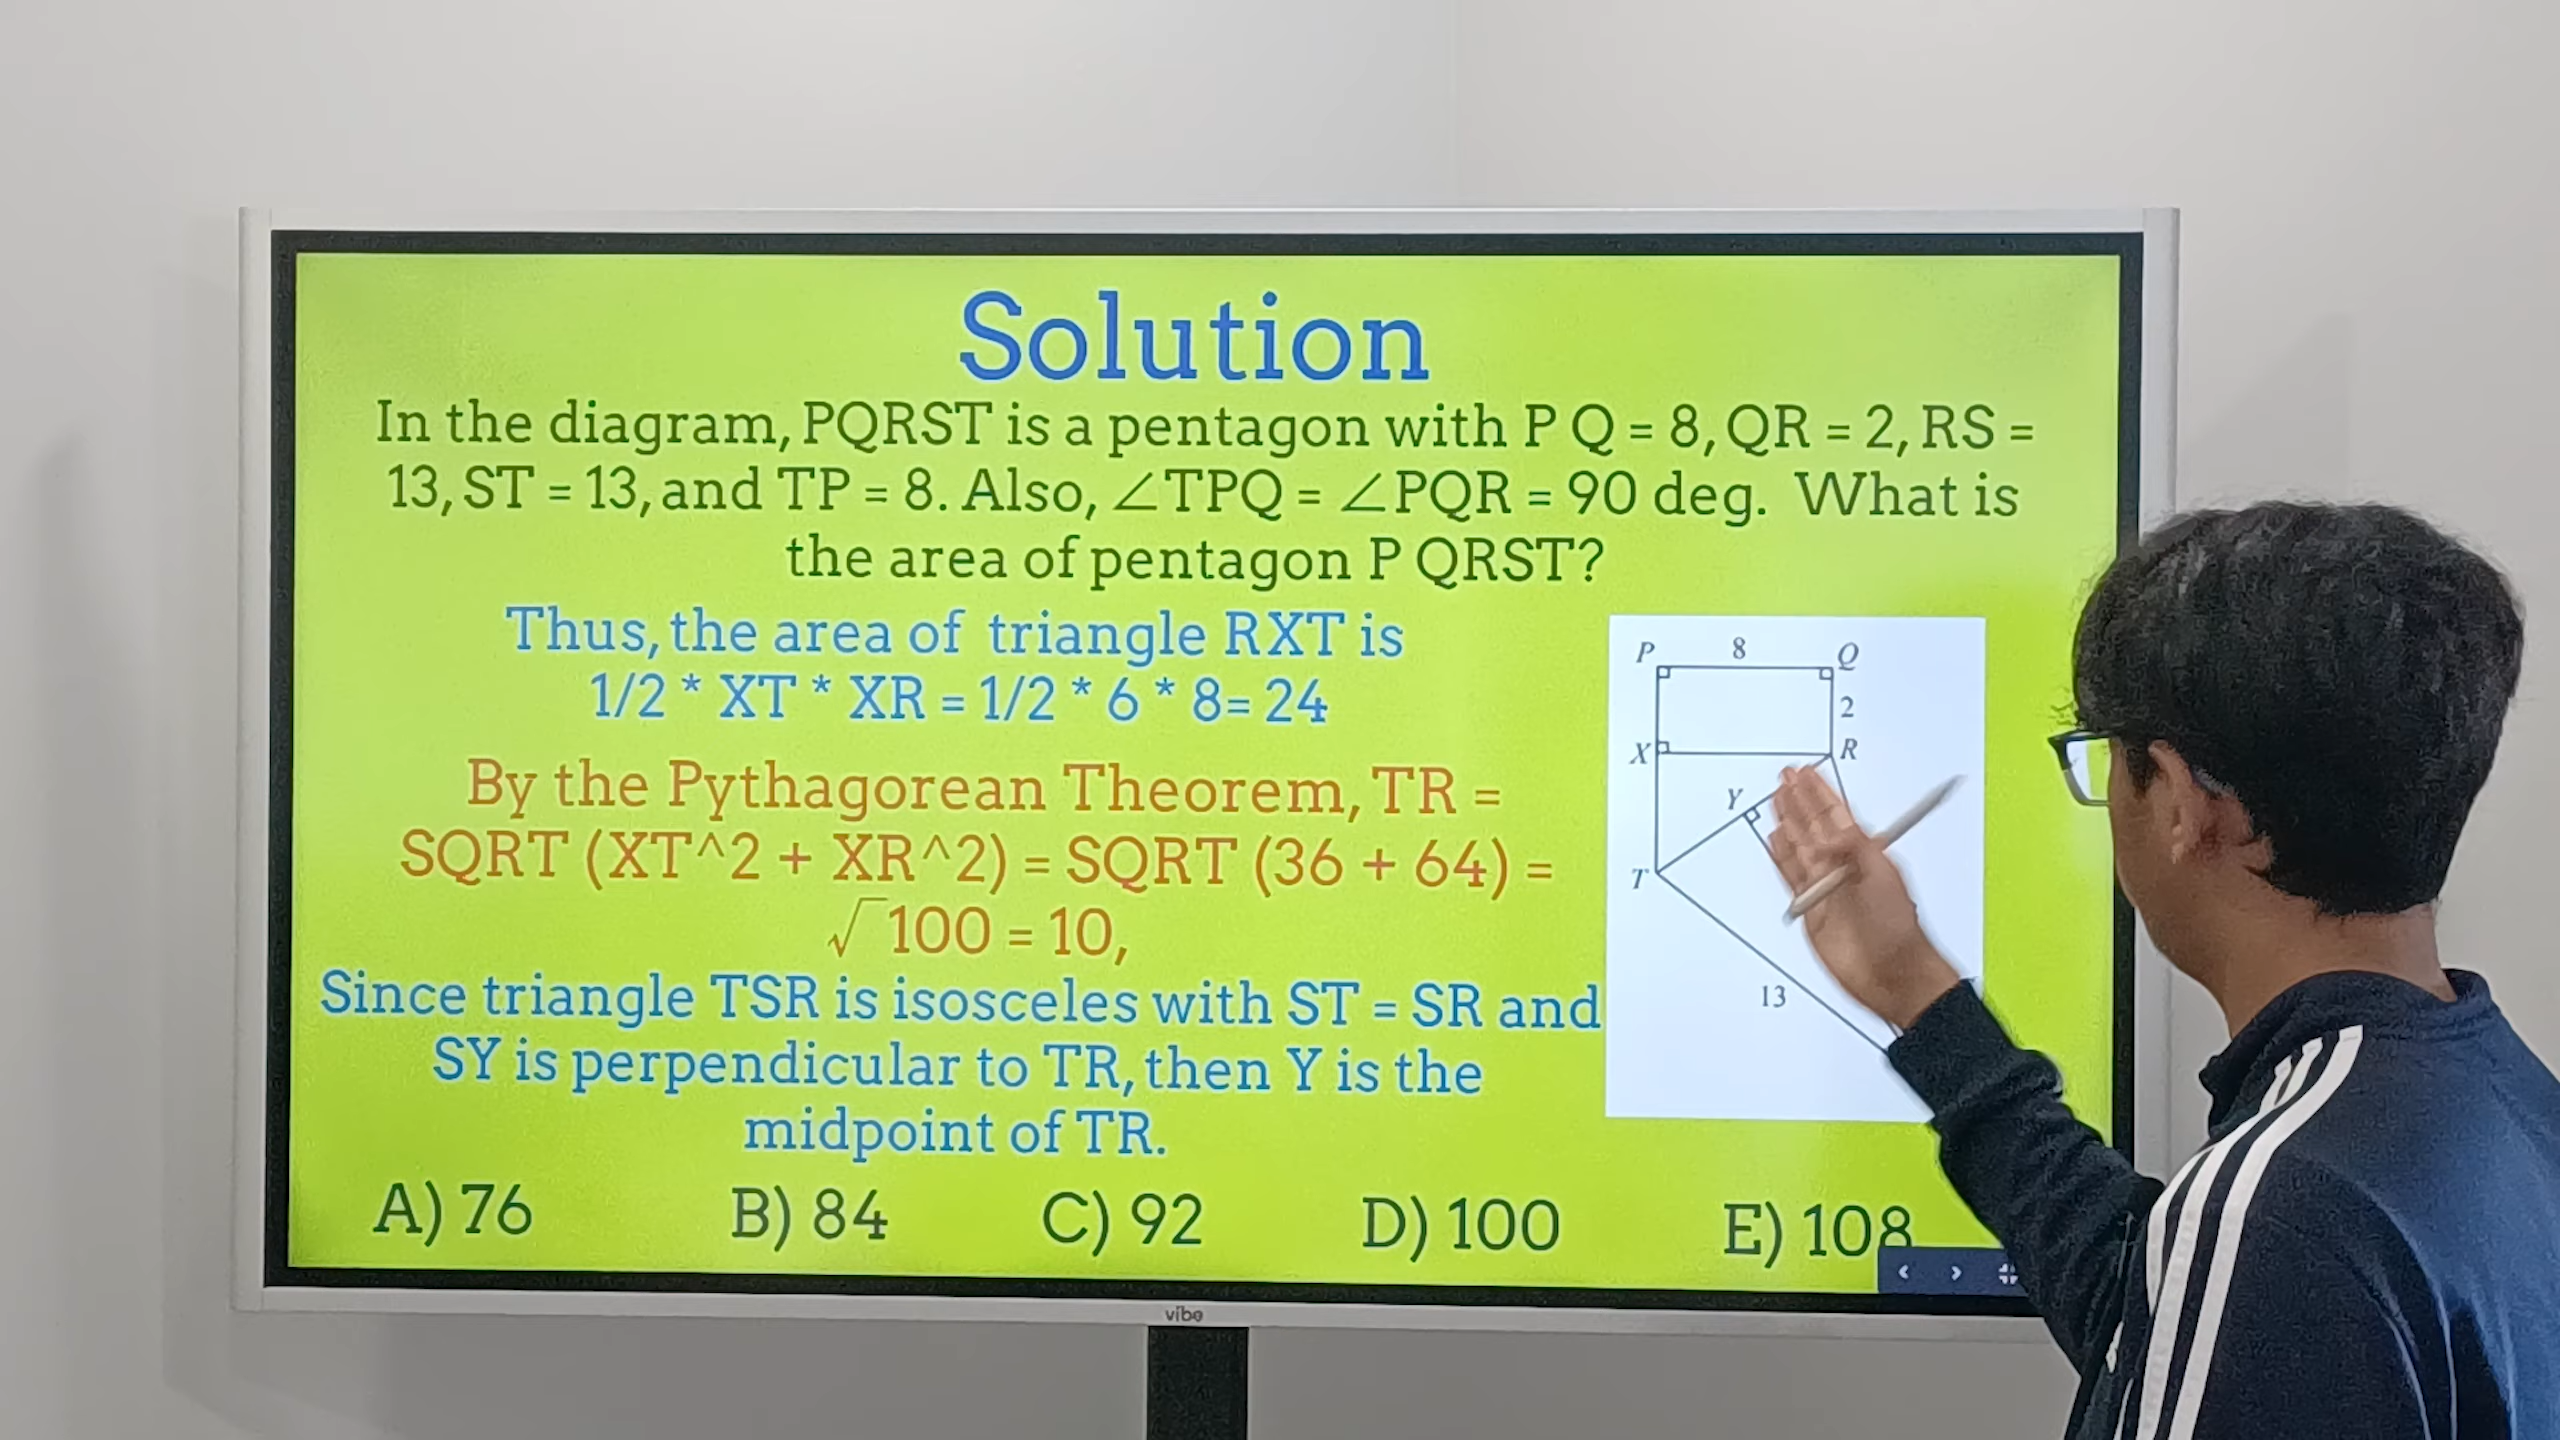 Solution
In the diagram, PQRST is a pentagon with P Q = 8, QR = 2, RS =
13, ST = 13, and TP = 8. Also, ∠TPQ = ∠PQR = 90 deg. What is
the area of pentagon P QRST?
Thus, the area of triangle RXT is
1/2 * XT * XR = 1/2 * 6 * 8= 24
By the Pythagorean Theorem, TR =
SQRT (XT^2 + XR^2) = SQRT (36 + 64) =
√100 = 10,
Since triangle TSR is isosceles with ST = SR and
SY is perpendicular to TR, then Y is the
midpoint of TR.
P 8 Q
2
X R
Y
T
13
A) 76 B) 84 C) 92 D) 100 E) 108
vibe